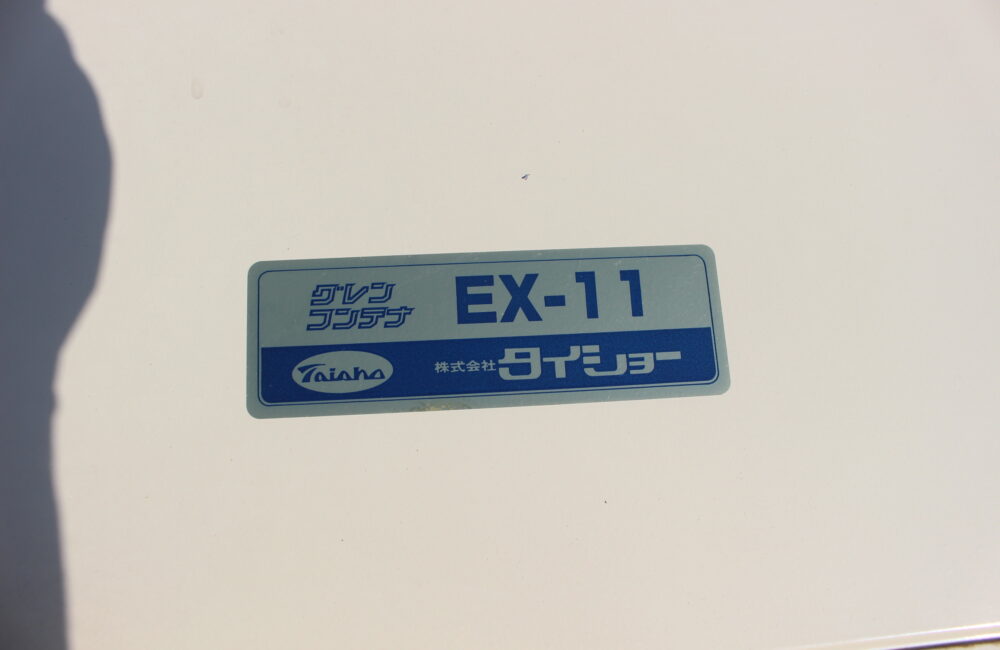 グレン
コンテナ
EX-11
Taisho
株式会社 タイショー